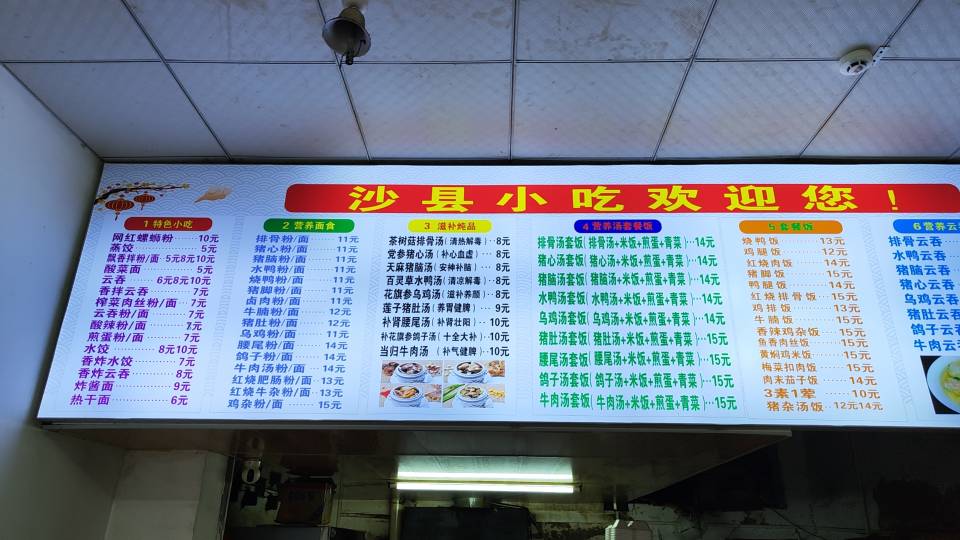 沙县小吃欢迎您！
1 特色小吃
网红螺蛳粉······10元
蒸饺······5元
飘香拌粉/面··5元8元10元
酸菜面······5元
云吞······6元8元10元
香拌云吞······7元
榨菜肉丝粉/面···7元
云吞粉/面······7元
酸辣粉/面······7元
煎蛋粉/面······7元
水饺······8元10元
香炸水饺······7元
香炸云吞······8元
炸酱面······9元
热干面······6元
2 营养面食
排骨粉/面······11元
猪心粉/面······11元
猪脑粉/面······11元
水鸭粉/面······11元
烧鸭粉/面······11元
猪脚粉/面······11元
卤肉粉/面······11元
牛腩粉/面······12元
猪肚粉/面······12元
乌鸡粉/面······11元
腰尾粉/面······14元
鸽子粉/面······14元
牛肉汤粉/面······14元
红烧肥肠粉/面···13元
红烧牛杂粉/面···13元
鸡杂粉/面······15元
3 滋补炖品
茶树菇排骨汤（清热解毒）··8元
党参猪心汤（补心血虚）···8元
天麻猪脑汤（安神补脑）···8元
百灵草水鸭汤（清凉解毒）··8元
花旗参乌鸡汤（滋补养颜）··8元
莲子猪肚汤（养胃健脾）···9元
补肾腰尾汤（补肾壮阳）···10元
补花旗参鸽子汤（十全大补）··10元
当归牛肉汤（补气健脾）··10元
4 营养汤套餐饭
排骨汤套饭（排骨汤+米饭+煎蛋+青菜）···14元
猪心汤套饭（猪心汤+米饭+煎蛋+青菜）···14元
猪脑汤套饭（猪脑汤+米饭+煎蛋+青菜）···14元
水鸭汤套饭（水鸭汤+米饭+煎蛋+青菜）···14元
乌鸡汤套饭（乌鸡汤+米饭+煎蛋+青菜）···14元
猪肚汤套饭（猪肚汤+米饭+煎蛋+青菜）···15元
腰尾汤套饭（腰尾汤+米饭+煎蛋+青菜）···15元
鸽子汤套饭（鸽子汤+米饭+煎蛋+青菜）···15元
牛肉汤套饭（牛肉汤+米饭+煎蛋+青菜）···15元
5 套餐饭
烧鸭饭······13元
鸡腿饭······12元
红烧肉饭······14元
猪脚饭······15元
鸭腿饭······14元
红烧排骨饭···15元
鸡排饭······13元
牛腩饭······15元
香辣鸡杂饭···15元
鱼香肉丝饭···15元
黄焖鸡米饭···15元
梅菜扣肉饭···15元
肉末茄子饭···14元
3素1荤······10元
猪杂汤饭··12元14元
6 营养云
排骨云吞
猪心云吞
猪脑云吞
水鸭云吞
乌鸡云吞
猪肚云吞
鸽子云吞
牛肉云吞